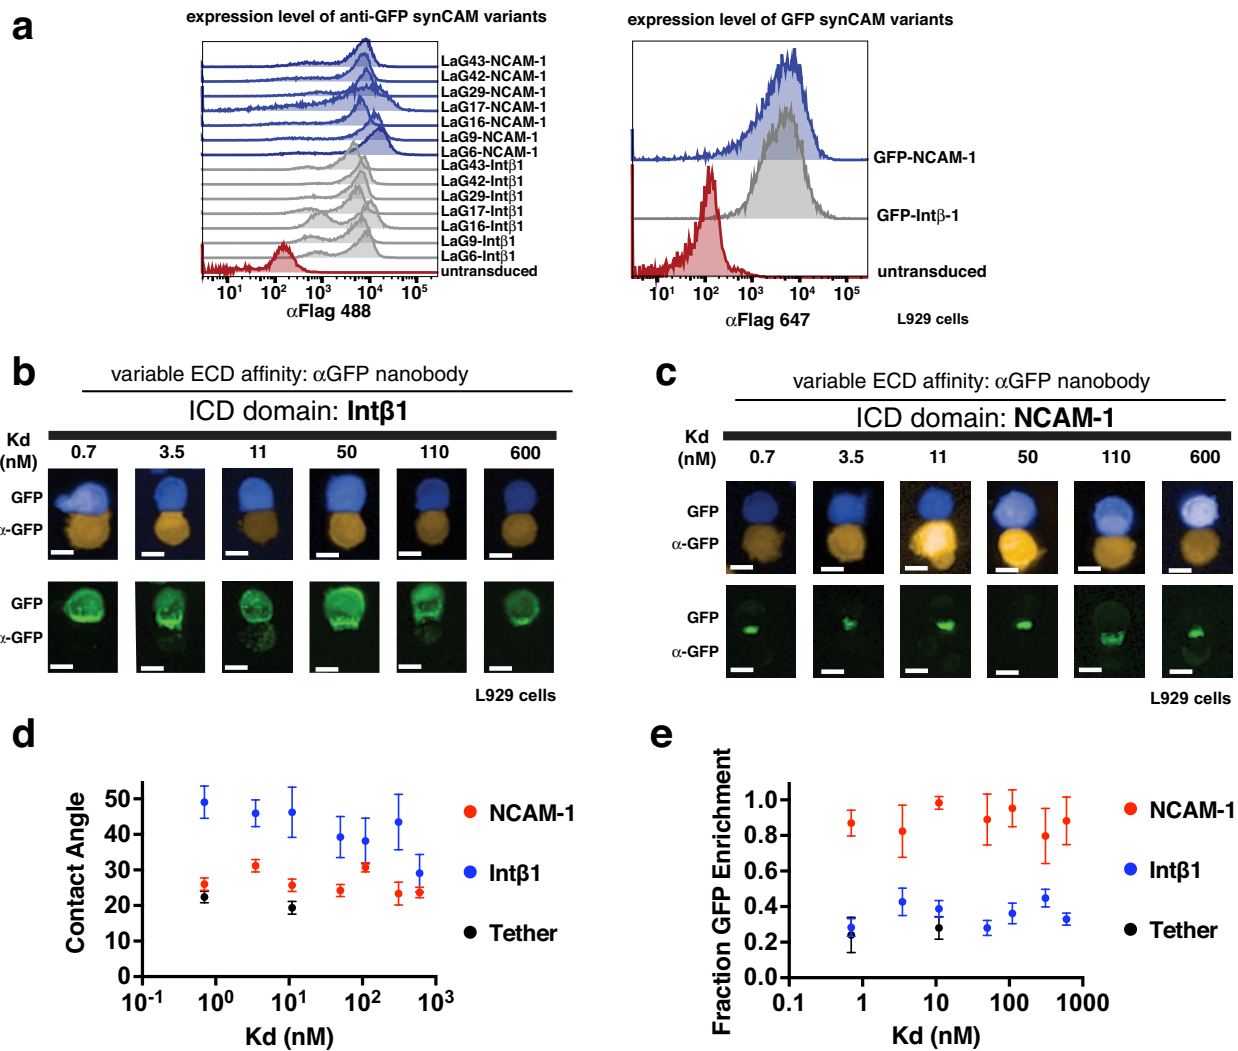 a
expression level of anti-GFP synCAM variants
LaG43-NCAM-1
LaG42-NCAM-1
LaG29-NCAM-1
LaG17-NCAM-1
LaG16-NCAM-1
LaG9-NCAM-1
LaG6-NCAM-1
LaG43-Intβ1
LaG42-Intβ1
LaG29-Intβ1
LaG17-Intβ1
LaG16-Intβ1
LaG9-Intβ1
LaG6-Intβ1
untransduced
10¹ 10² 10³ 10⁴ 10⁵
αFlag 488
expression level of GFP synCAM variants
GFP-NCAM-1
GFP-Intβ-1
untransduced
10¹ 10² 10³ 10⁴ 10⁵
αFlag 647
L929 cells
b
variable ECD affinity: αGFP nanobody
ICD domain: Intβ1
Kd
(nM)
0.7 3.5 11 50 110 600
GFP
α-GFP
GFP
α-GFP
L929 cells
c
variable ECD affinity: αGFP nanobody
ICD domain: NCAM-1
Kd
(nM)
0.7 3.5 11 50 110 600
GFP
α-GFP
GFP
α-GFP
L929 cells
d
Contact Angle
50
40
30
20
10
0
10⁻¹ 10⁰ 10¹ 10² 10³
Kd (nM)
NCAM-1
Intβ1
Tether
e
Fraction GFP Enrichment
1.0
0.8
0.6
0.4
0.2
0.0
0.1 1 10 100 1000
Kd (nM)
NCAM-1
Intβ1
Tether